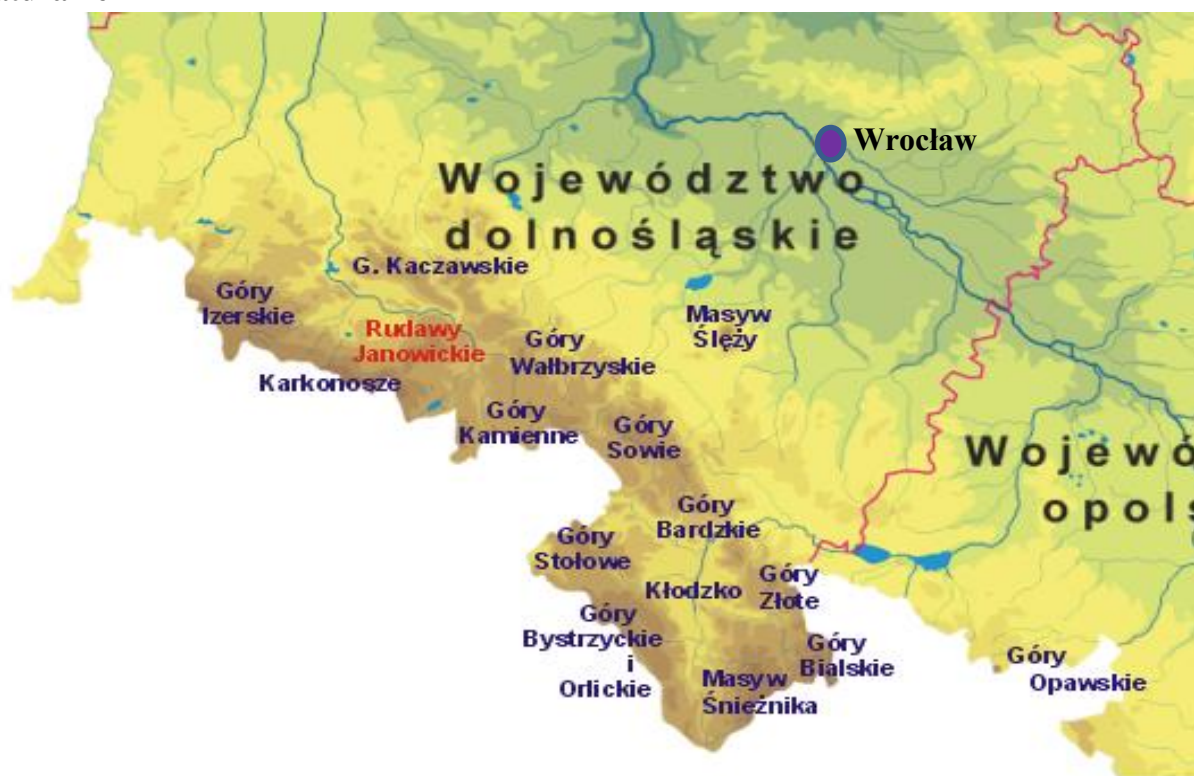 Wrocław
Województwo
dolnośląskie
G. Kaczawskie
Góry
Izerskie
Rudawy
Janowickie
Karkonosze
Góry
Wałbrzyskie
Masyw
Ślęży
Góry
Kamienne
Góry
Sowie
Wojewó
opols
Góry
Bardzkie
Góry
Stołowe
Kłodzko
Góry
Złote
Góry
Bystrzyckie
i
Orlickie
Góry
Bialskie
Masyw
Śnieżnika
Góry
Opawskie